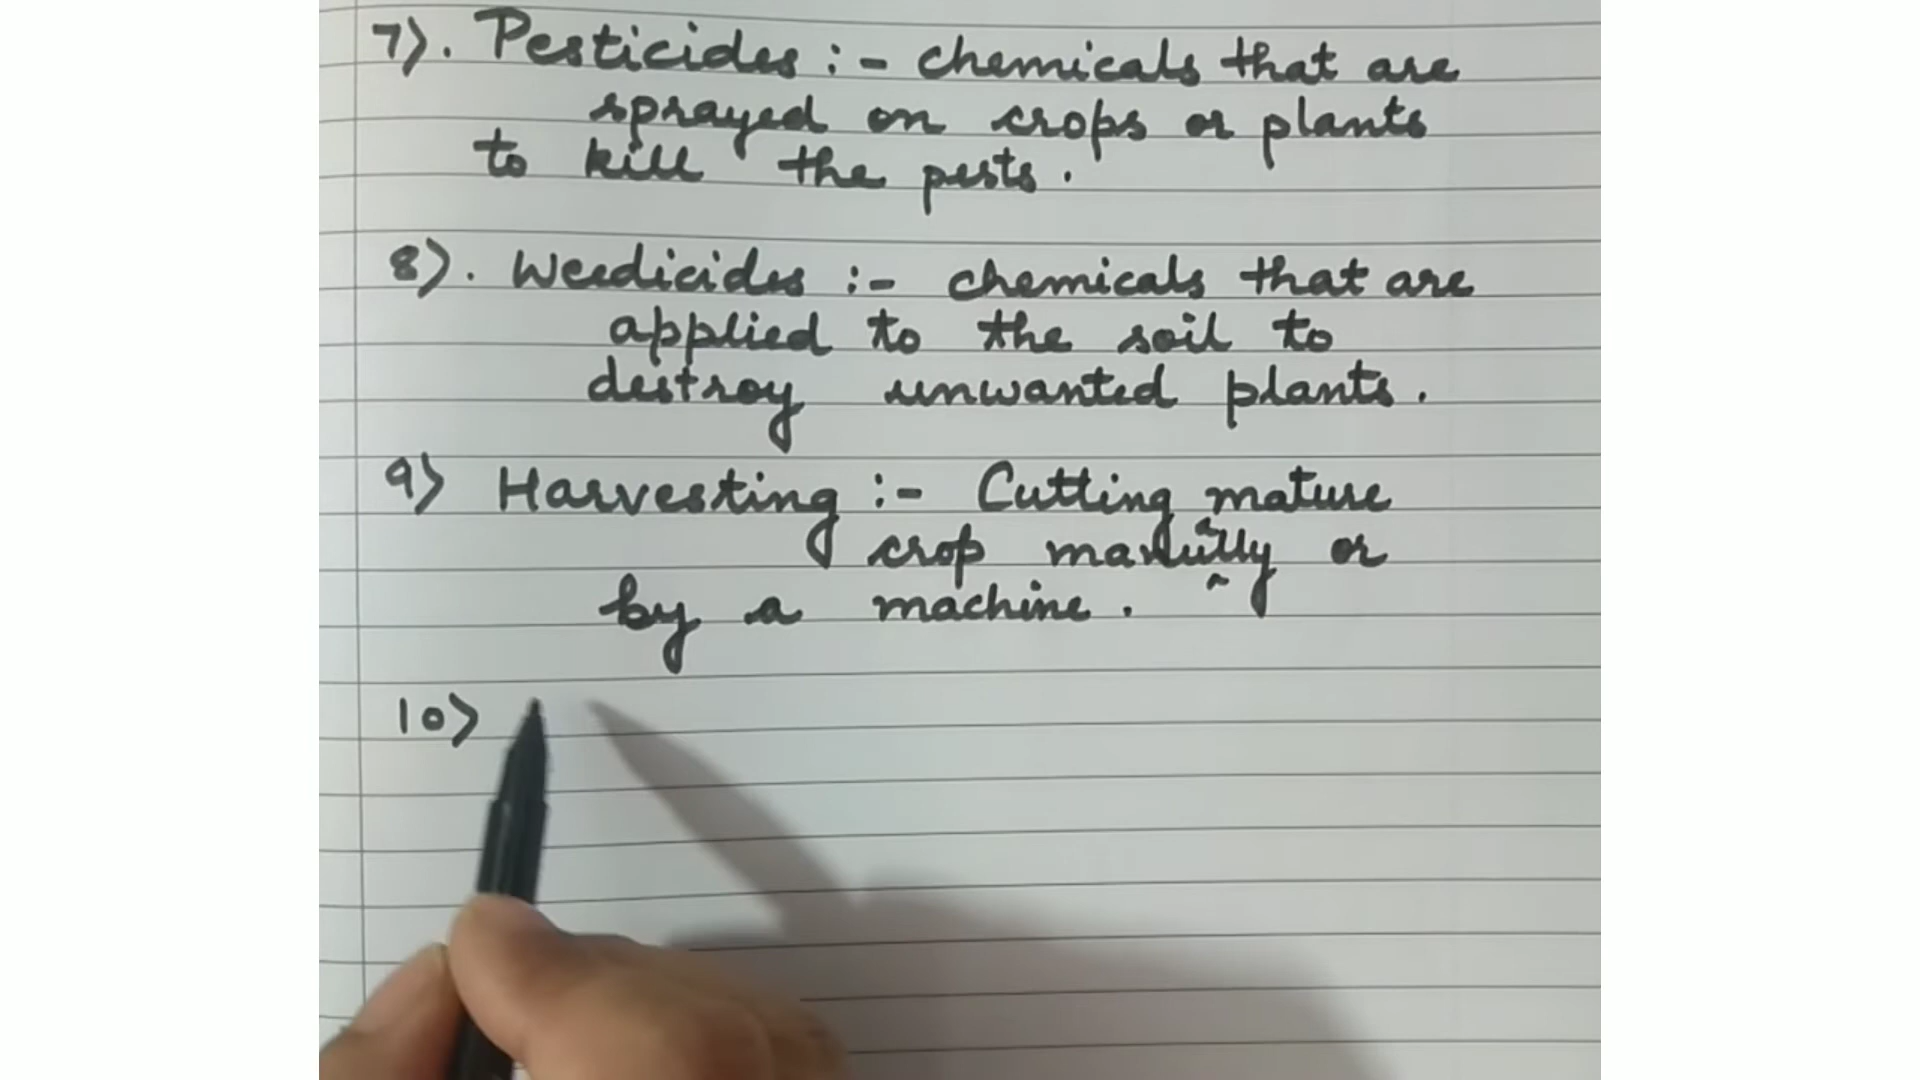 7). Pesticides :- chemicals that are
sprayed on crops or plants
to kill the pests.
8). Weedicides :- chemicals that are
applied to the soil to
destroy unwanted plants.
9) Harvesting :- Cutting mature
crop manually or
by a machine.
10)